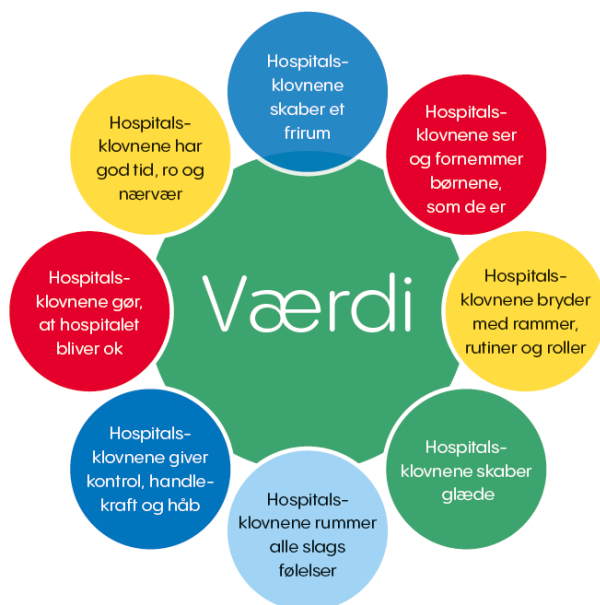 Hospitals-
klovnene
skaber et
frirum
Hospitals-
klovnene ser
og fornemmer
børnene,
som de er
Hospitals-
klovnene bryder
med rammer,
rutiner og roller
Hospitals-
klovnene skaber
glæde
Hospitals-
klovnene rummer
alle slags
følelser
Hospitals-
klovnene giver
kontrol, handle-
kraft og håb
Hospitals-
klovnene gør,
at hospitalet
bliver ok
Hospitals-
klovnene har
god tid, ro og
nærvær
Værdi